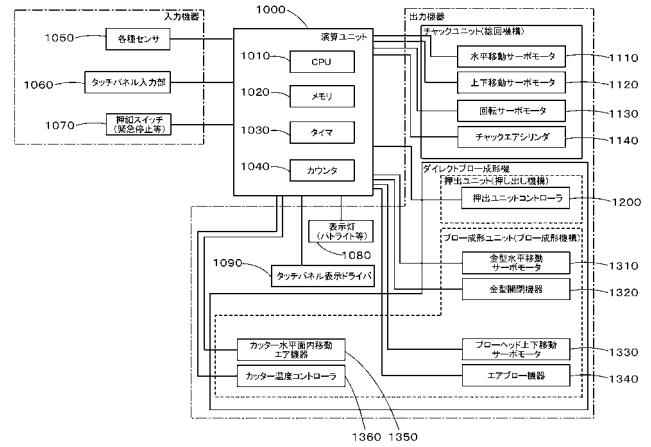 入力機器
1050
各種センサ
1060
タッチパネル入力部
1070
押釦スイッチ
(緊急停止等)
1000
演算ユニット
1010
CPU
1020
メモリ
1030
タイマ
1040
カウンタ
出力機器
チャックユニット(捻回機構)
水平移動サーボモータ
1110
上下移動サーボモータ
1120
回転サーボモータ
1130
チャックエアシリンダ
1140
ダイレクトブロー成形機
押出ユニット(押し出し機構)
押出ユニットコントローラ
1200
表示灯
(パトライト等)
1080
1090
タッチパネル表示ドライバ
ブロー成形ユニット(ブロー成形機構)
金型水平移動
サーボモータ
1310
金型開閉機器
1320
カッター水平面内移動
エア機器
ブローヘッド上下移動
サーボモータ
1330
カッター温度コントローラ
エアブロー機器
1340
1360
1350